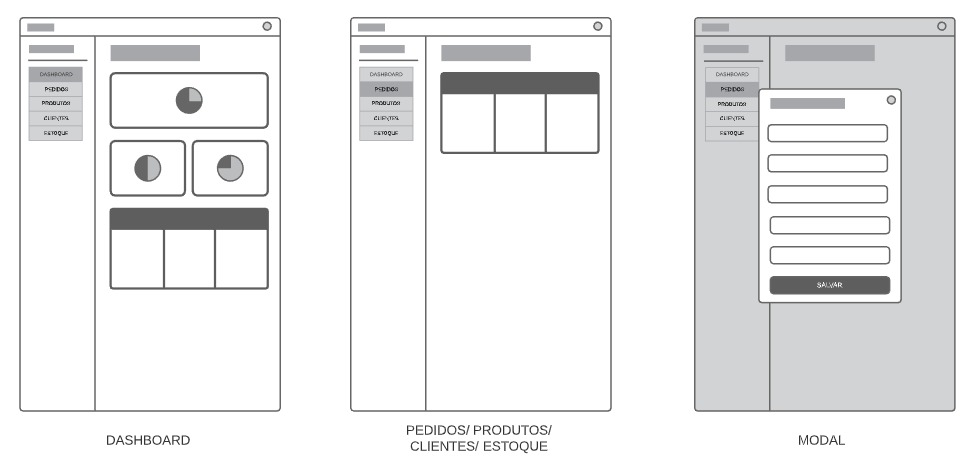 DASHBOARD
PEDIDOS
PRODUTOS
CLIENTES
ESTOQUE
DASHBOARD
DASHBOARD
PEDIDOS
PRODUTOS
CLIENTES
ESTOQUE
PEDIDOS/ PRODUTOS/
CLIENTES/ ESTOQUE
DASHBOARD
PEDIDOS
PRODUTOS
CLIENTES
ESTOQUE
SALVAR
MODAL